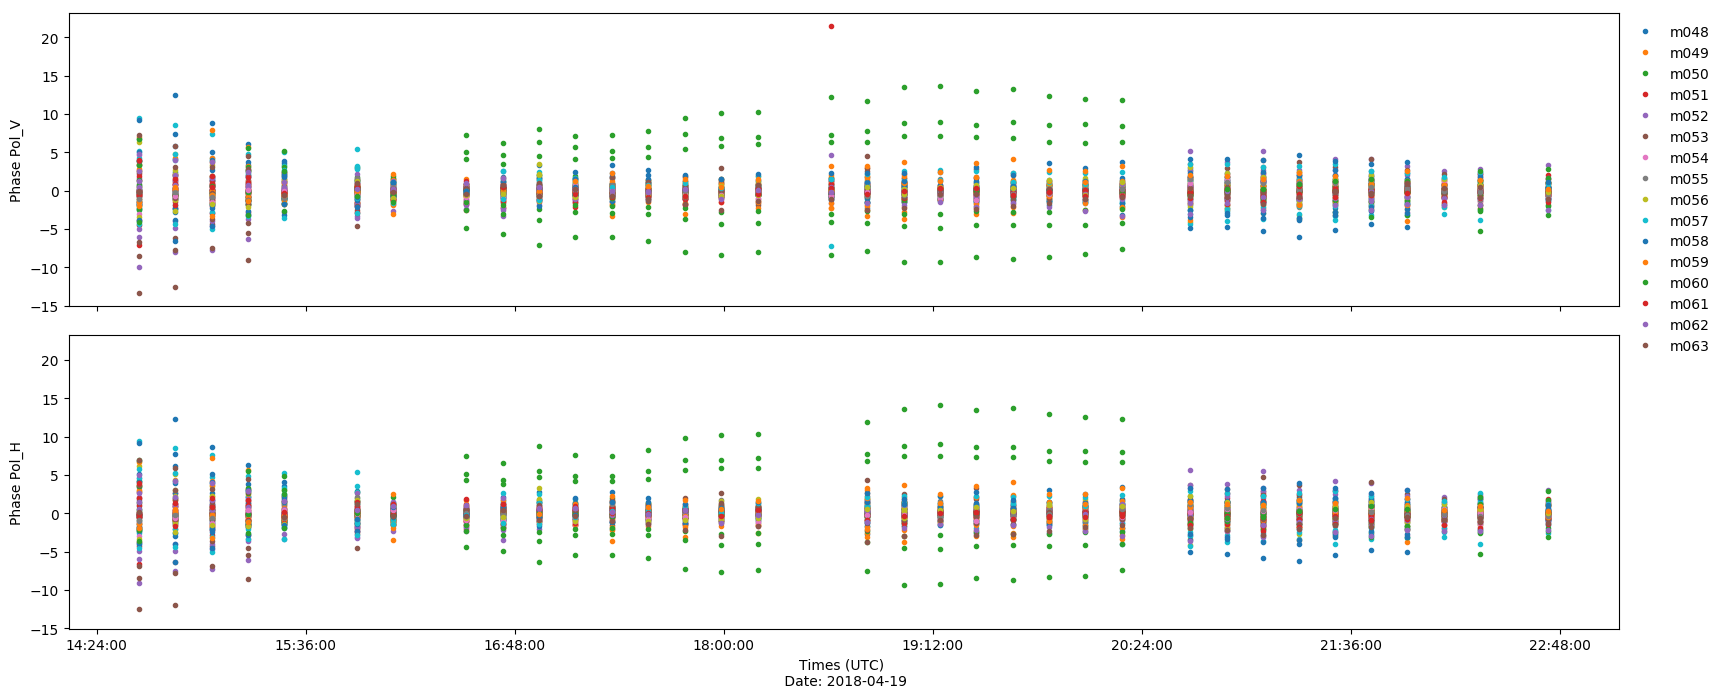 20
15
10
5
0
−5
−10
−15
Phase Pol_V
m048
m049
m050
m051
m052
m053
m054
m055
m056
m057
m058
m059
m060
m061
m062
m063
20
15
10
5
0
−5
−10
−15
Phase Pol_H
14:24:00 15:36:00 16:48:00 18:00:00 19:12:00 20:24:00 21:36:00 22:48:00
Times (UTC)
Date: 2018-04-19